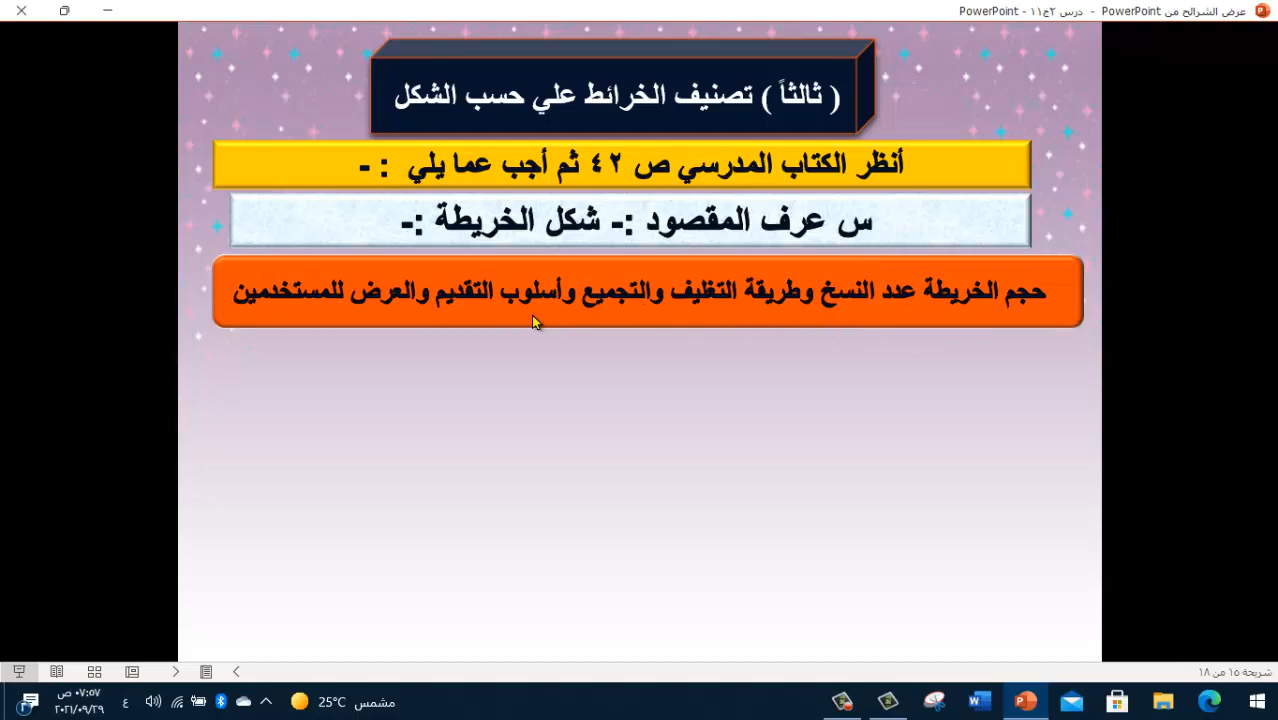 عرض الشرائح من PowerPoint - درس ٢ج١١ - PowerPoint
( ثالثاً ) تصنيف الخرائط علي حسب الشكل
أنظر الكتاب المدرسي ص ٤٢ ثم أجب عما يلي : -
س عرف المقصود :- شكل الخريطة :-
حجم الخريطة عدد النسخ وطريقة التغليف والتجميع وأسلوب التقديم والعرض للمستخدمين
شريحة ١٥ من ١٨
مشمس 25°C
ع
٠٧:٥٧ ص
٢٠٢١/٠٩/٢٩